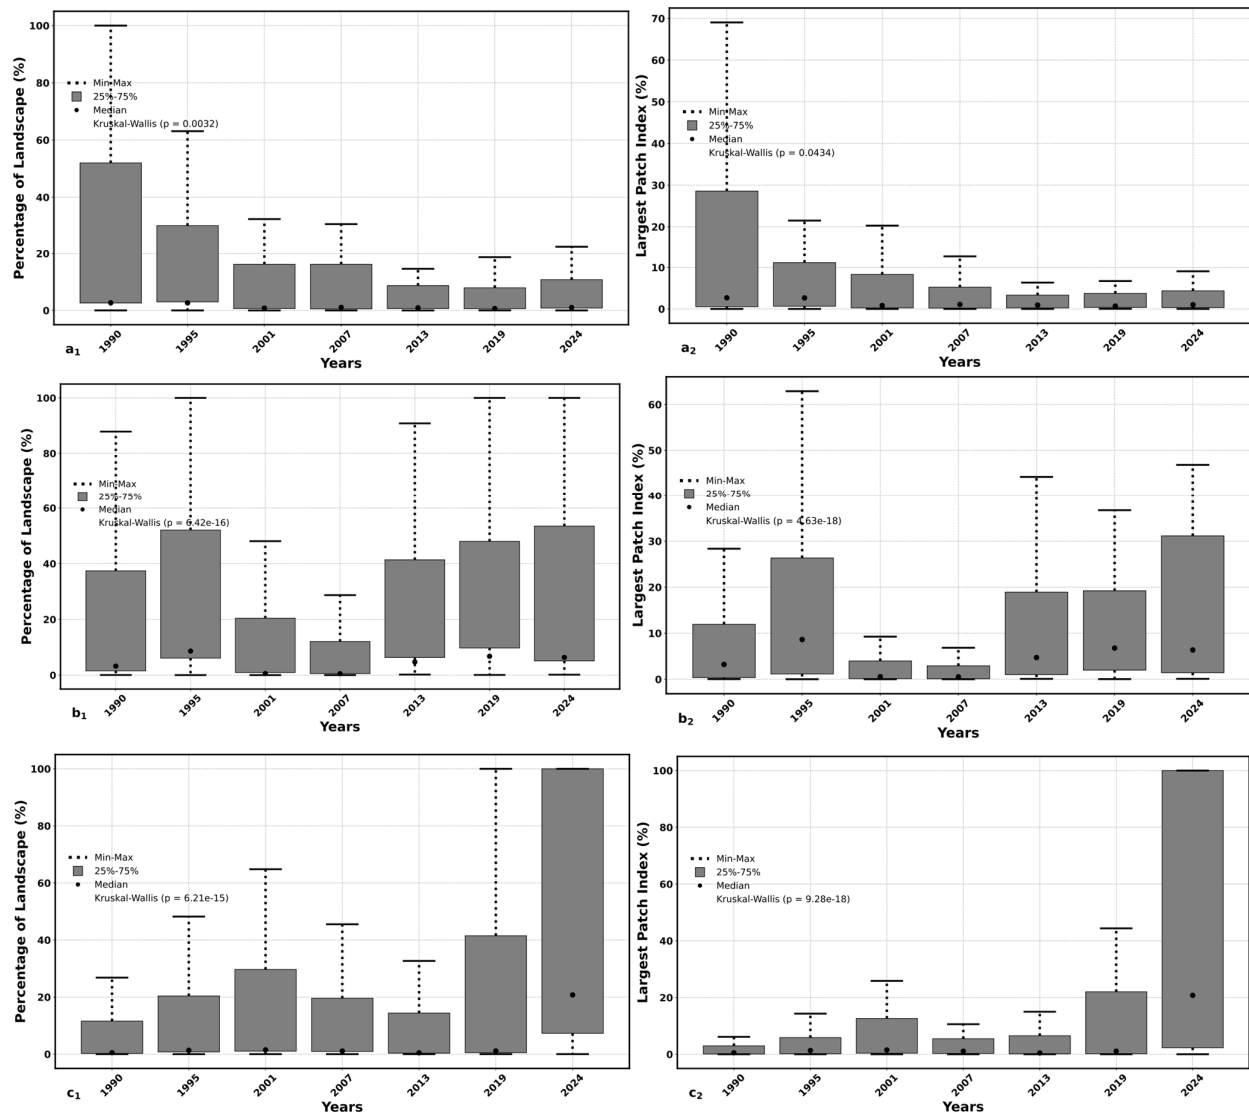 Percentage of Landscape (%)
100
80
60
40
20
0
Min-Max
25%-75%
Median
Kruskal-Wallis (p = 0.0032)
1990
1995
2001
2007
2013
2019
2024
a1
Years
Largest Patch Index (%)
70
60
50
40
30
20
10
0
Min-Max
25%-75%
Median
Kruskal-Wallis (p = 0.0434)
1990
1995
2001
2007
2013
2019
2024
a2
Years
Percentage of Landscape (%)
100
80
60
40
20
0
Min-Max
25%-75%
Median
Kruskal-Wallis (p = 6.42e-16)
1990
1995
2001
2007
2013
2019
2024
b1
Years
Largest Patch Index (%)
60
50
40
30
20
10
0
Min-Max
25%-75%
Median
Kruskal-Wallis (p = 4.63e-18)
1990
1995
2001
2007
2013
2019
2024
b2
Years
Percentage of Landscape (%)
100
80
60
40
20
0
Min-Max
25%-75%
Median
Kruskal-Wallis (p = 6.21e-15)
1990
1995
2001
2007
2013
2019
2024
c1
Years
Largest Patch Index (%)
100
80
60
40
20
0
Min-Max
25%-75%
Median
Kruskal-Wallis (p = 9.28e-18)
1990
1995
2001
2007
2013
2019
2024
c2
Years